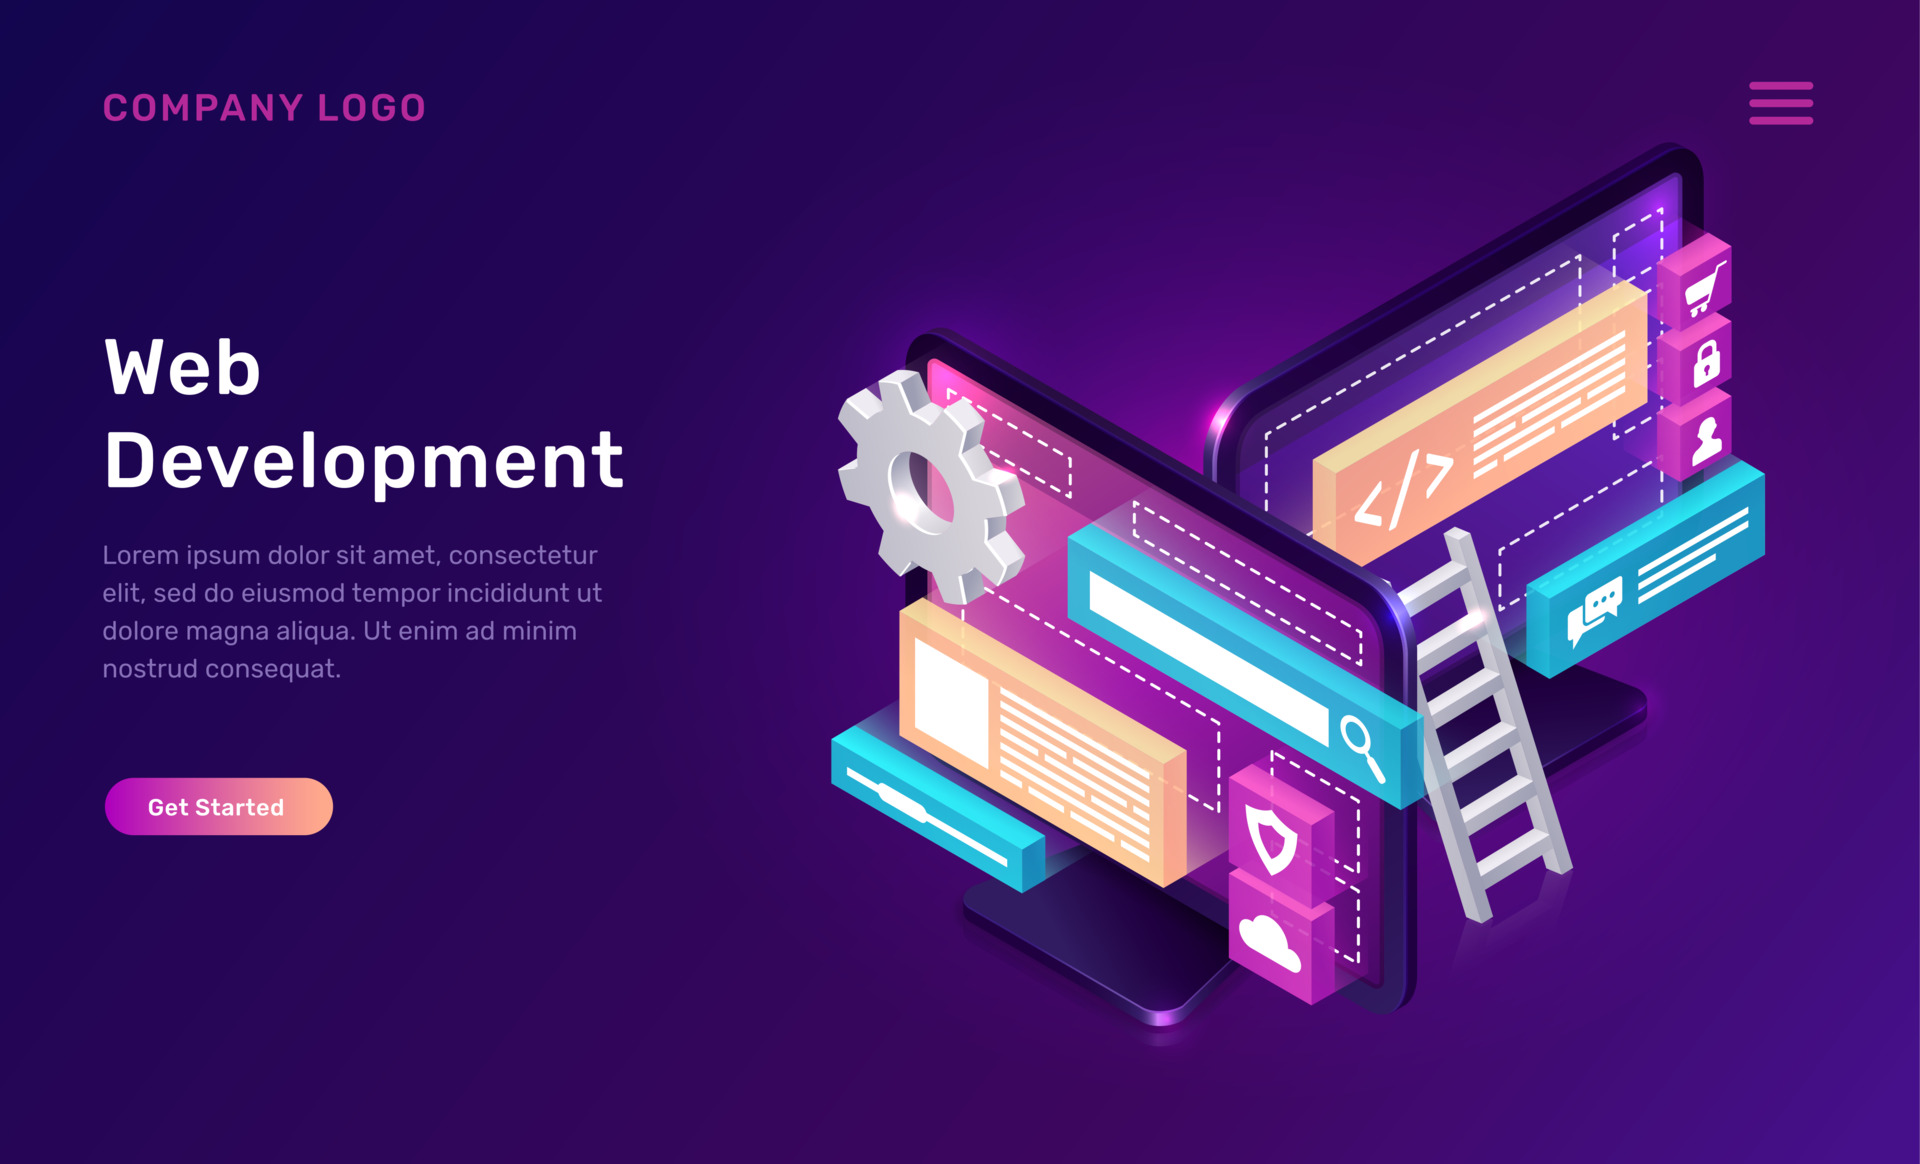 COMPANY LOGO
Web
Development
Lorem ipsum dolor sit amet, consectetur
elit, sed do eiusmod tempor incididunt ut
dolore magna aliqua. Ut enim ad minim
nostrud consequat.
Get Started
</>